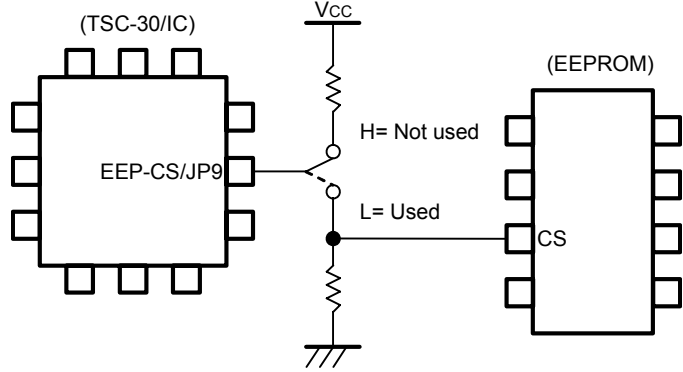 Vcc
(TSC-30/IC)
(EEPROM)
H= Not used
EEP-CS/JP9
L= Used
CS